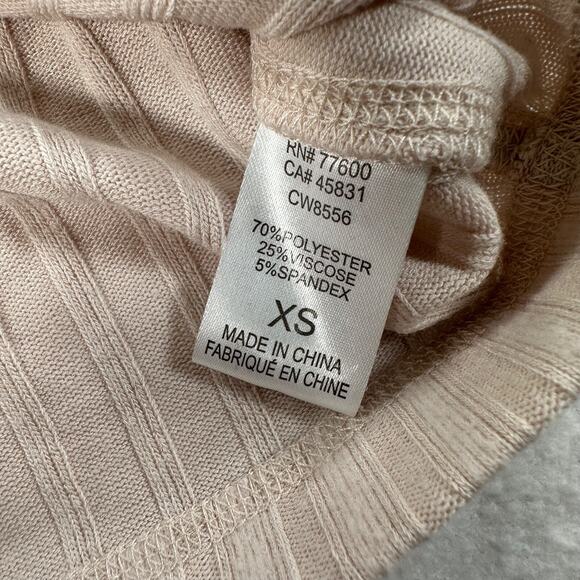 RN# 77600
CA# 45831
CW8556
70%POLYESTER
25%VISCOSE
5%SPANDEX
XS
MADE IN CHINA
FABRIQUÉ EN CHINE